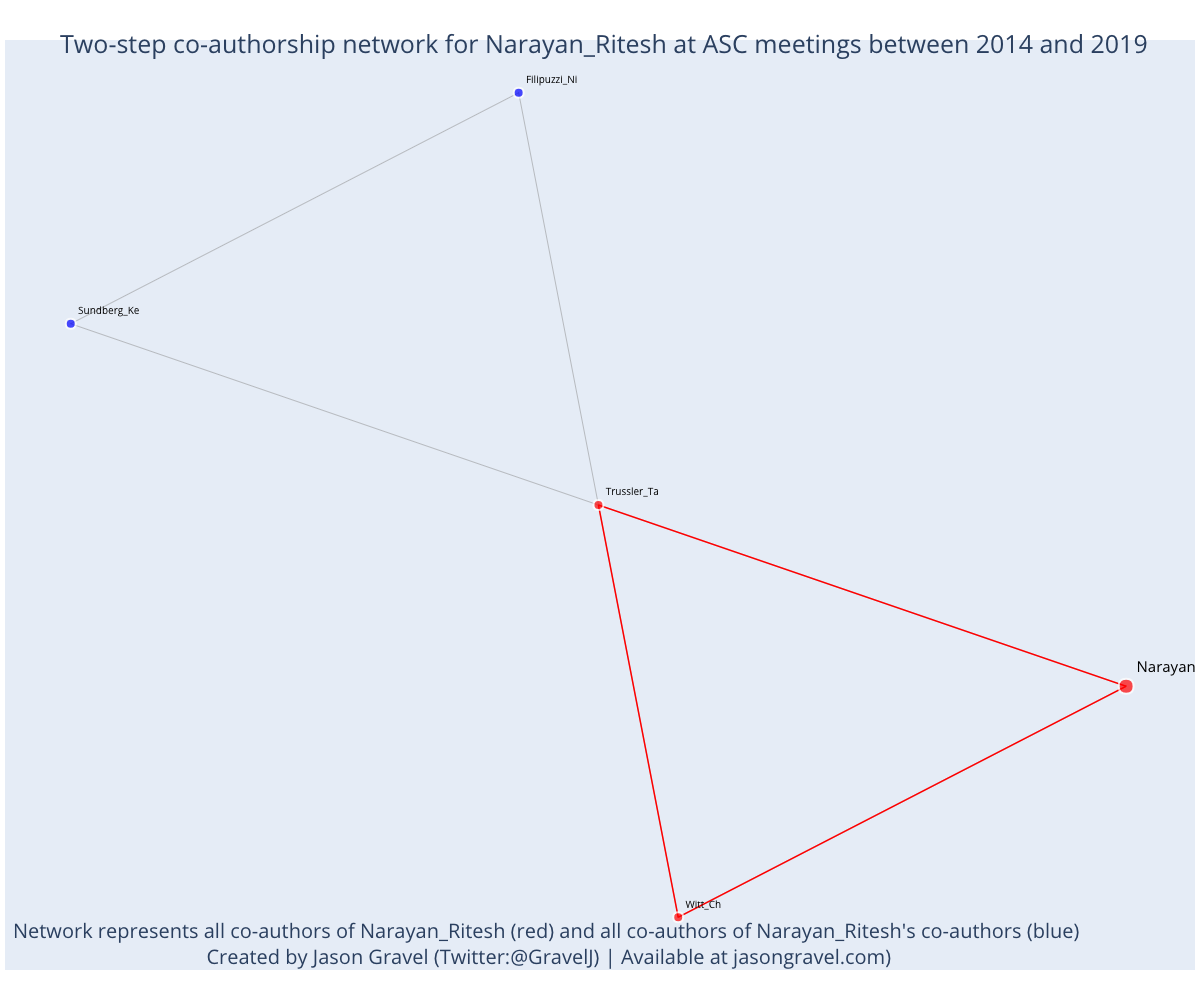 Two-step co-authorship network for Narayan_Ritesh at ASC meetings between 2014 and 2019
Filipuzzi_Ni
Sundberg_Ke
Trussler_Ta
Narayan
Witt_Ch
Network represents all co-authors of Narayan_Ritesh (red) and all co-authors of Narayan_Ritesh's co-authors (blue)
Created by Jason Gravel (Twitter:@GravelJ) | Available at jasongravel.com)